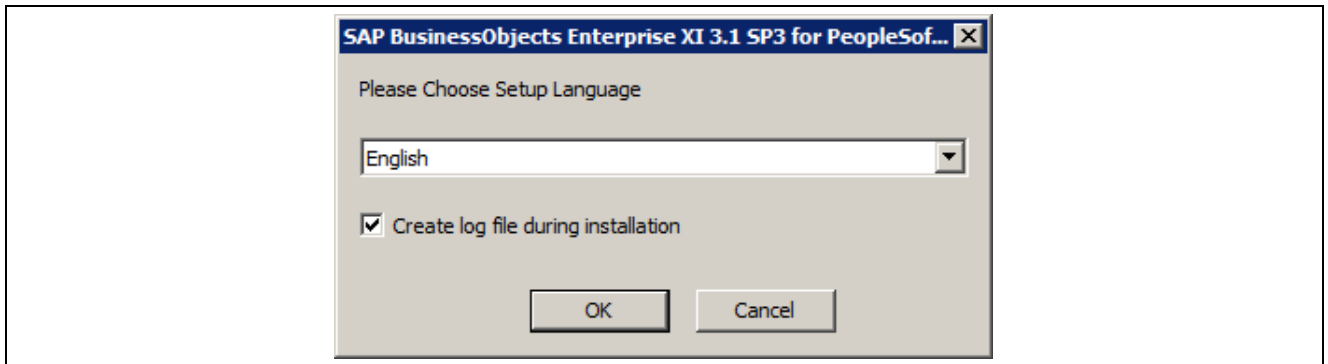 SAP BusinessObjects Enterprise XI 3.1 SP3 for PeopleSof...
Please Choose Setup Language
English
Create log file during installation
OK Cancel